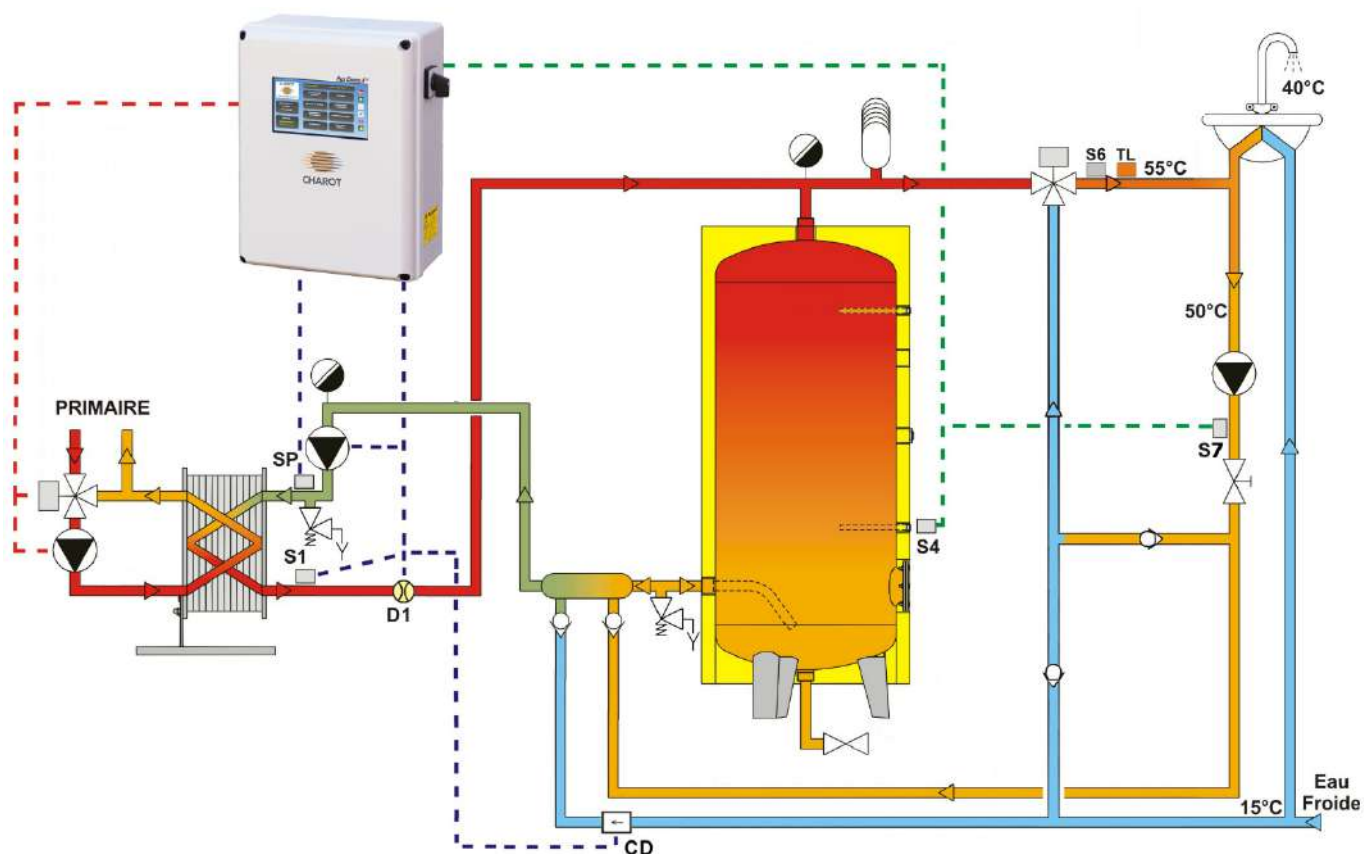 CHAROT
40°C
S6 TL
55°C
50°C
PRIMAIRE
SP
S7
S1
S4
D1
Eau
Froide
15°C
CD